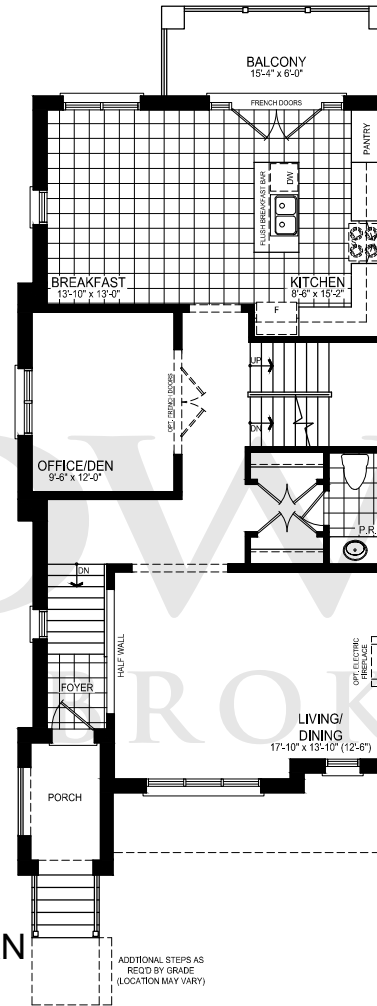 BALCONY
15'-4" x 6'-0"
FRENCH DOORS
PANTRY
FLUSH BREAKFAST BAR
DW
BREAKFAST
13'-10" x 13'-0"
KITCHEN
8'-6" x 15'-2"
F
OPT. FRENCH DOORS
UP
DN
OFFICE/DEN
9'-6" x 12'-0"
P.R.
DN
HALF WALL
OPT. ELECTRIC
FIREPLACE
FOYER
LIVING/
DINING
17'-10" x 13'-10" (12'-6")
PORCH
N
ADDTIONAL STEPS AS
REQ'D BY GRADE
(LOCATION MAY VARY)
OW
BROK